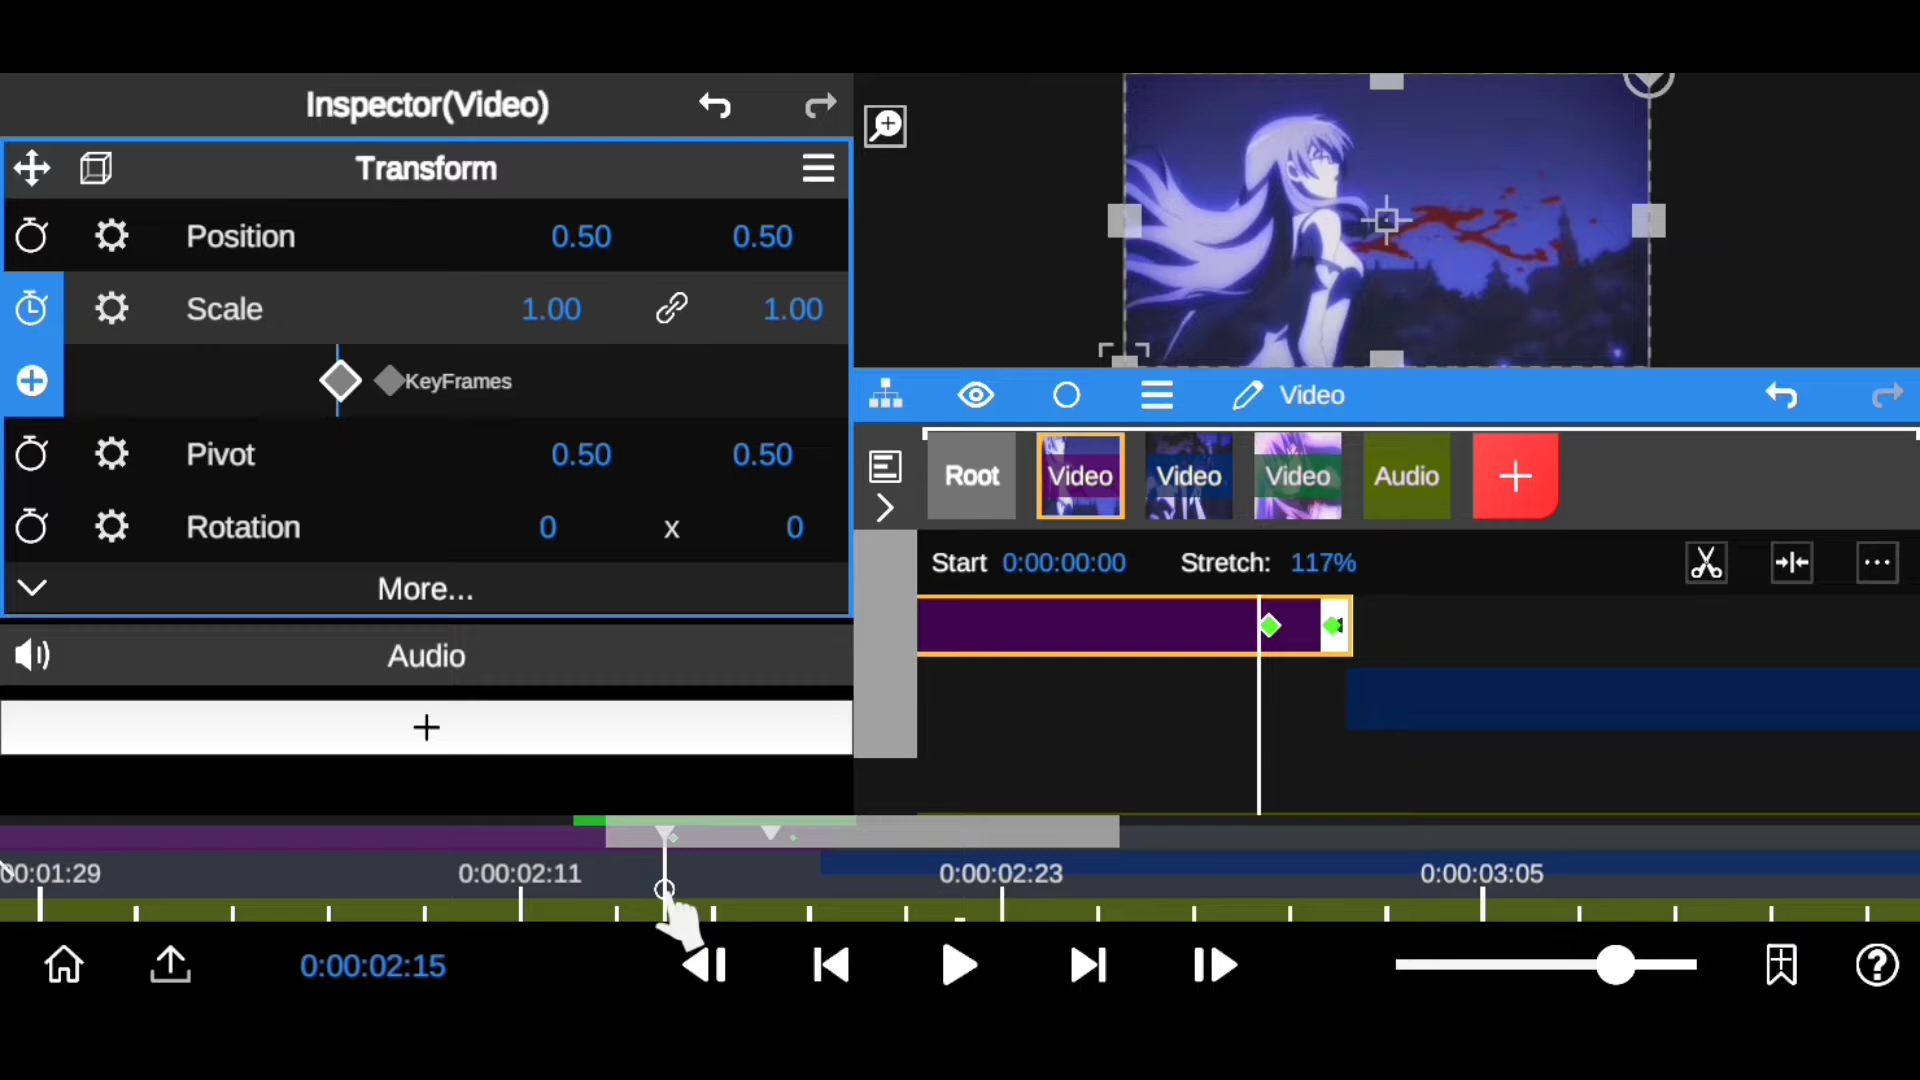 Inspector(Video)
Transform
Position 0.50 0.50
Scale 1.00 1.00
KeyFrames
Pivot 0.50 0.50
Rotation 0 x 0
More...
Audio
Video
Root Video Video Video Audio
Start 0:00:00:00 Stretch: 117%
00:01:29 0:00:02:11 0:00:02:23 0:00:03:05
0:00:02:15